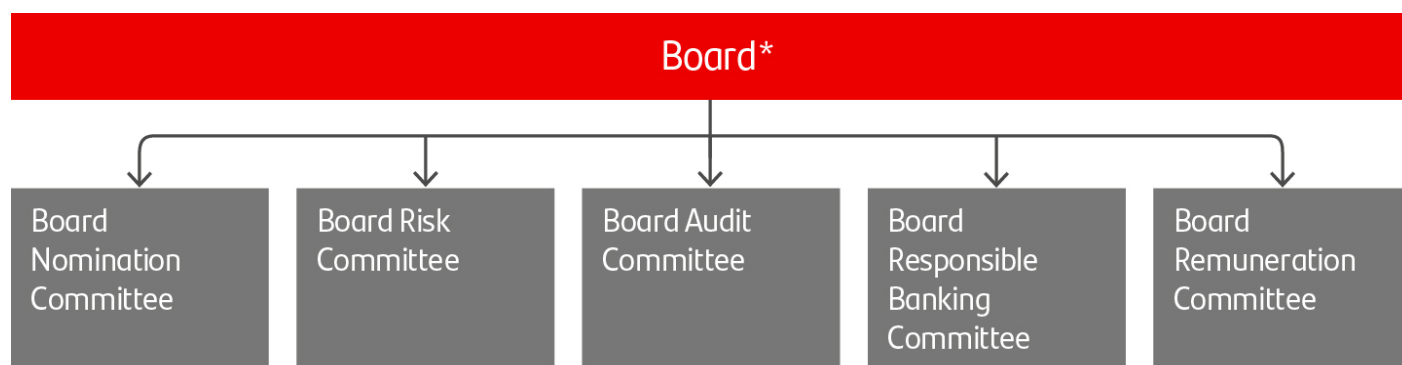 Board*
Board
Nomination
Committee
Board Risk
Committee
Board Audit
Committee
Board
Responsible
Banking
Committee
Board
Remuneration
Committee